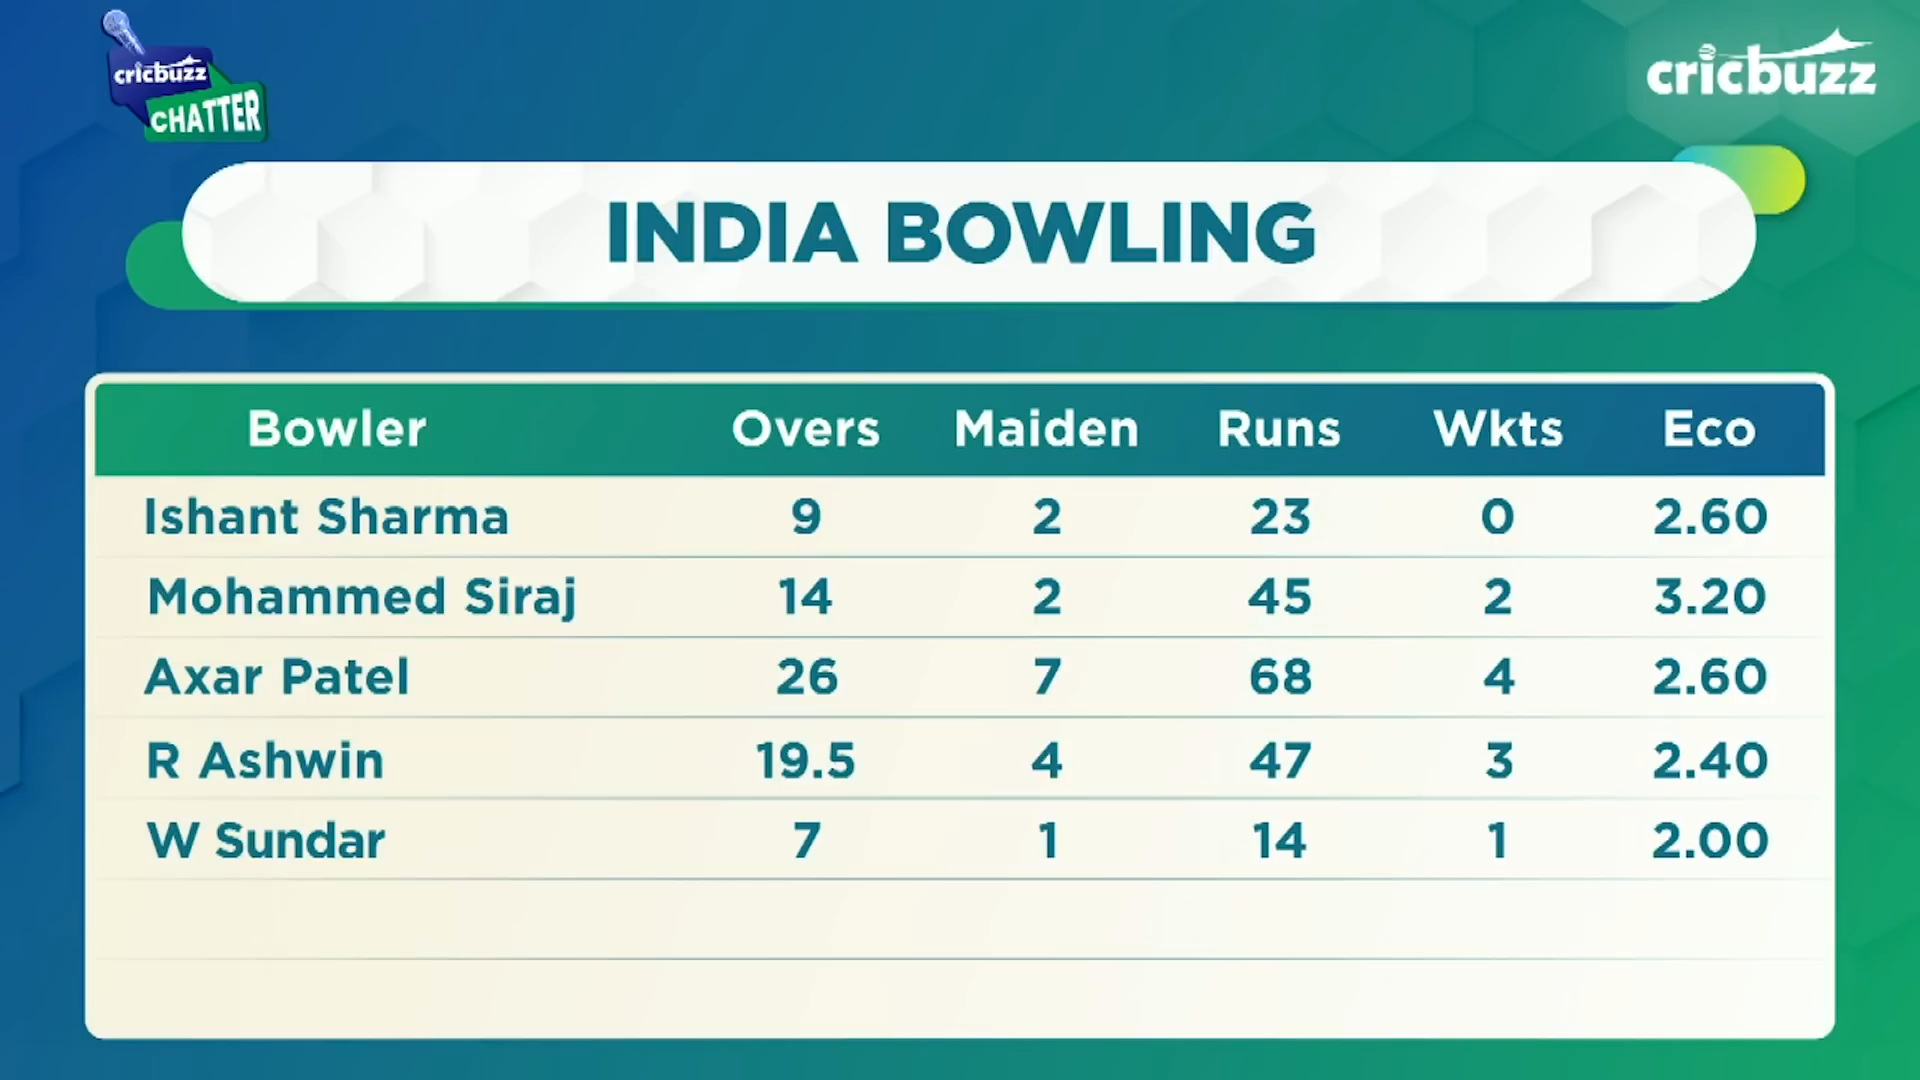 cricbuzz
CHATTER
cricbuzz
INDIA BOWLING
Bowler Overs Maiden Runs Wkts Eco
Ishant Sharma 9 2 23 0 2.60
Mohammed Siraj 14 2 45 2 3.20
Axar Patel 26 7 68 4 2.60
R Ashwin 19.5 4 47 3 2.40
W Sundar 7 1 14 1 2.00